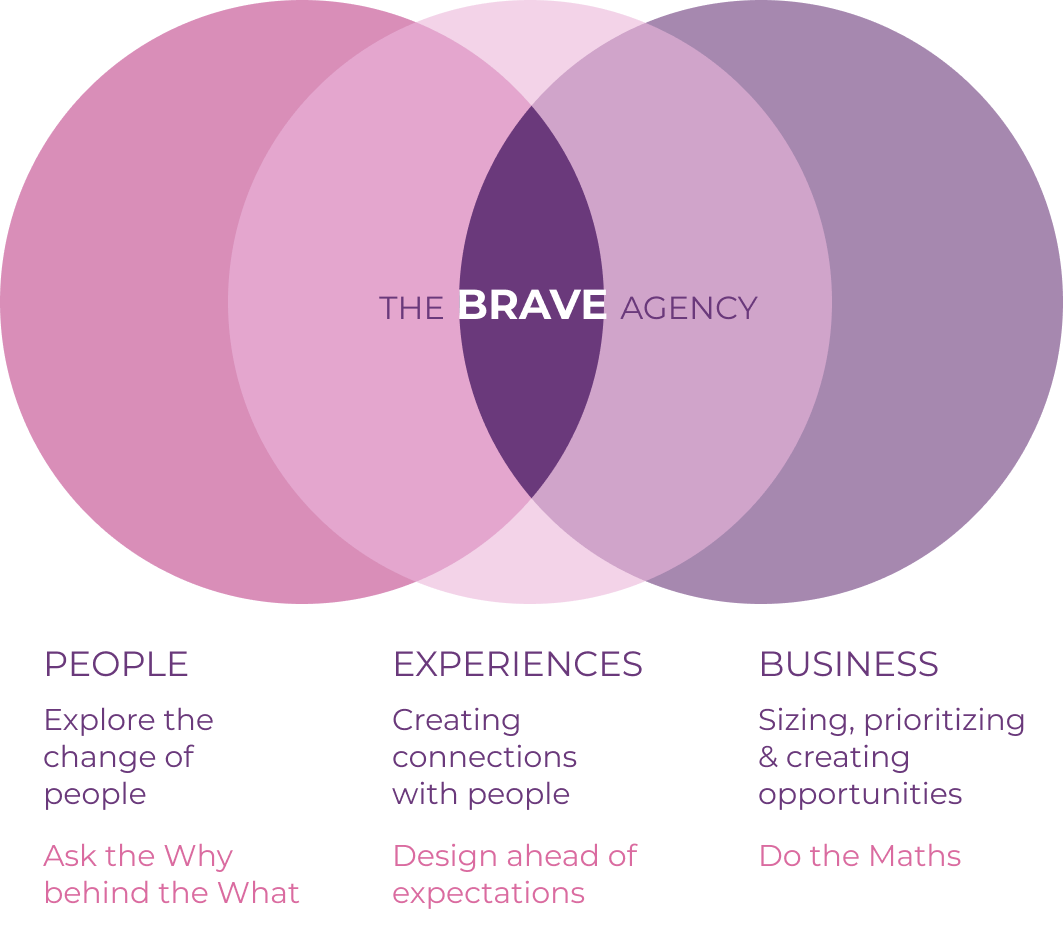 THE BRAVE AGENCY
PEOPLE
Explore the
change of
people
Ask the Why
behind the What
EXPERIENCES
Creating
connections
with people
Design ahead of
expectations
BUSINESS
Sizing, prioritizing
& creating
opportunities
Do the Maths